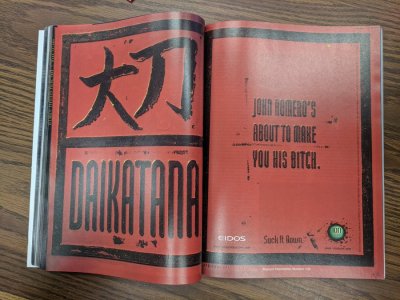 大刀
DAIKATANA
JOHN ROMERO'S
ABOUT TO MAKE
YOU HIS BITCH.
EIDOS
Suck It Down